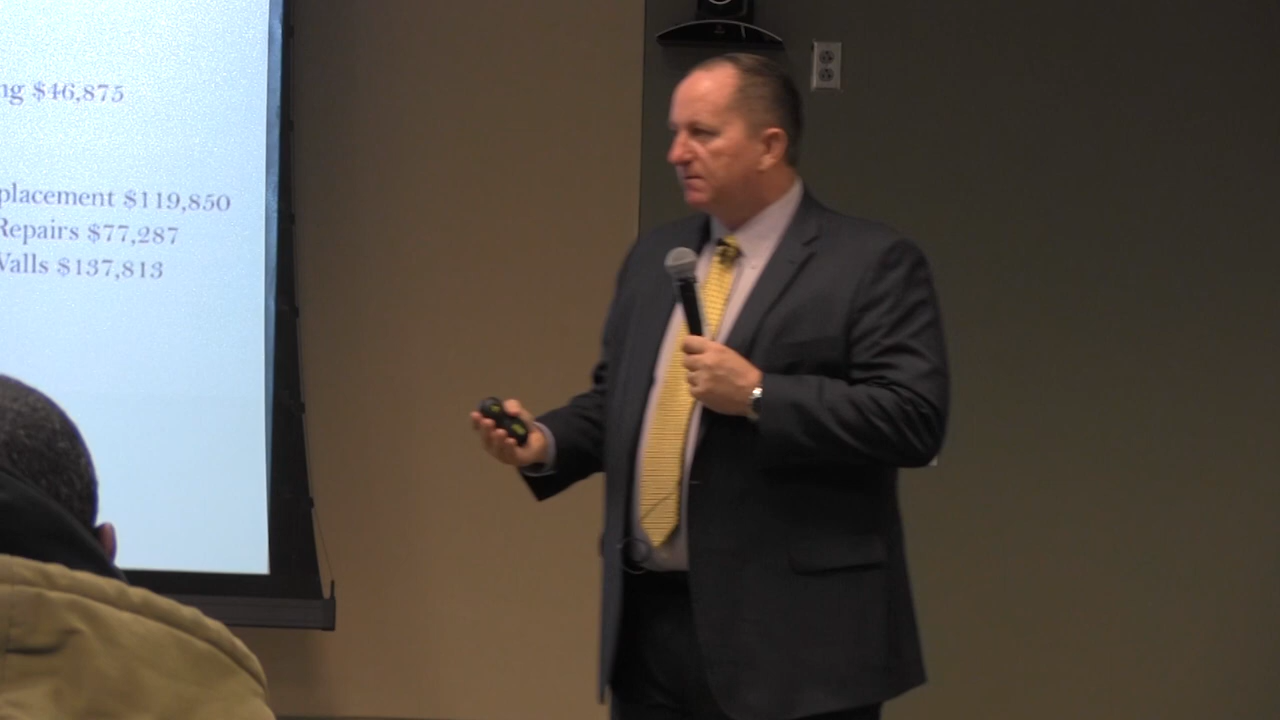 ng $46,875
placement $119,850
Repairs $77,287
Walls $137,813